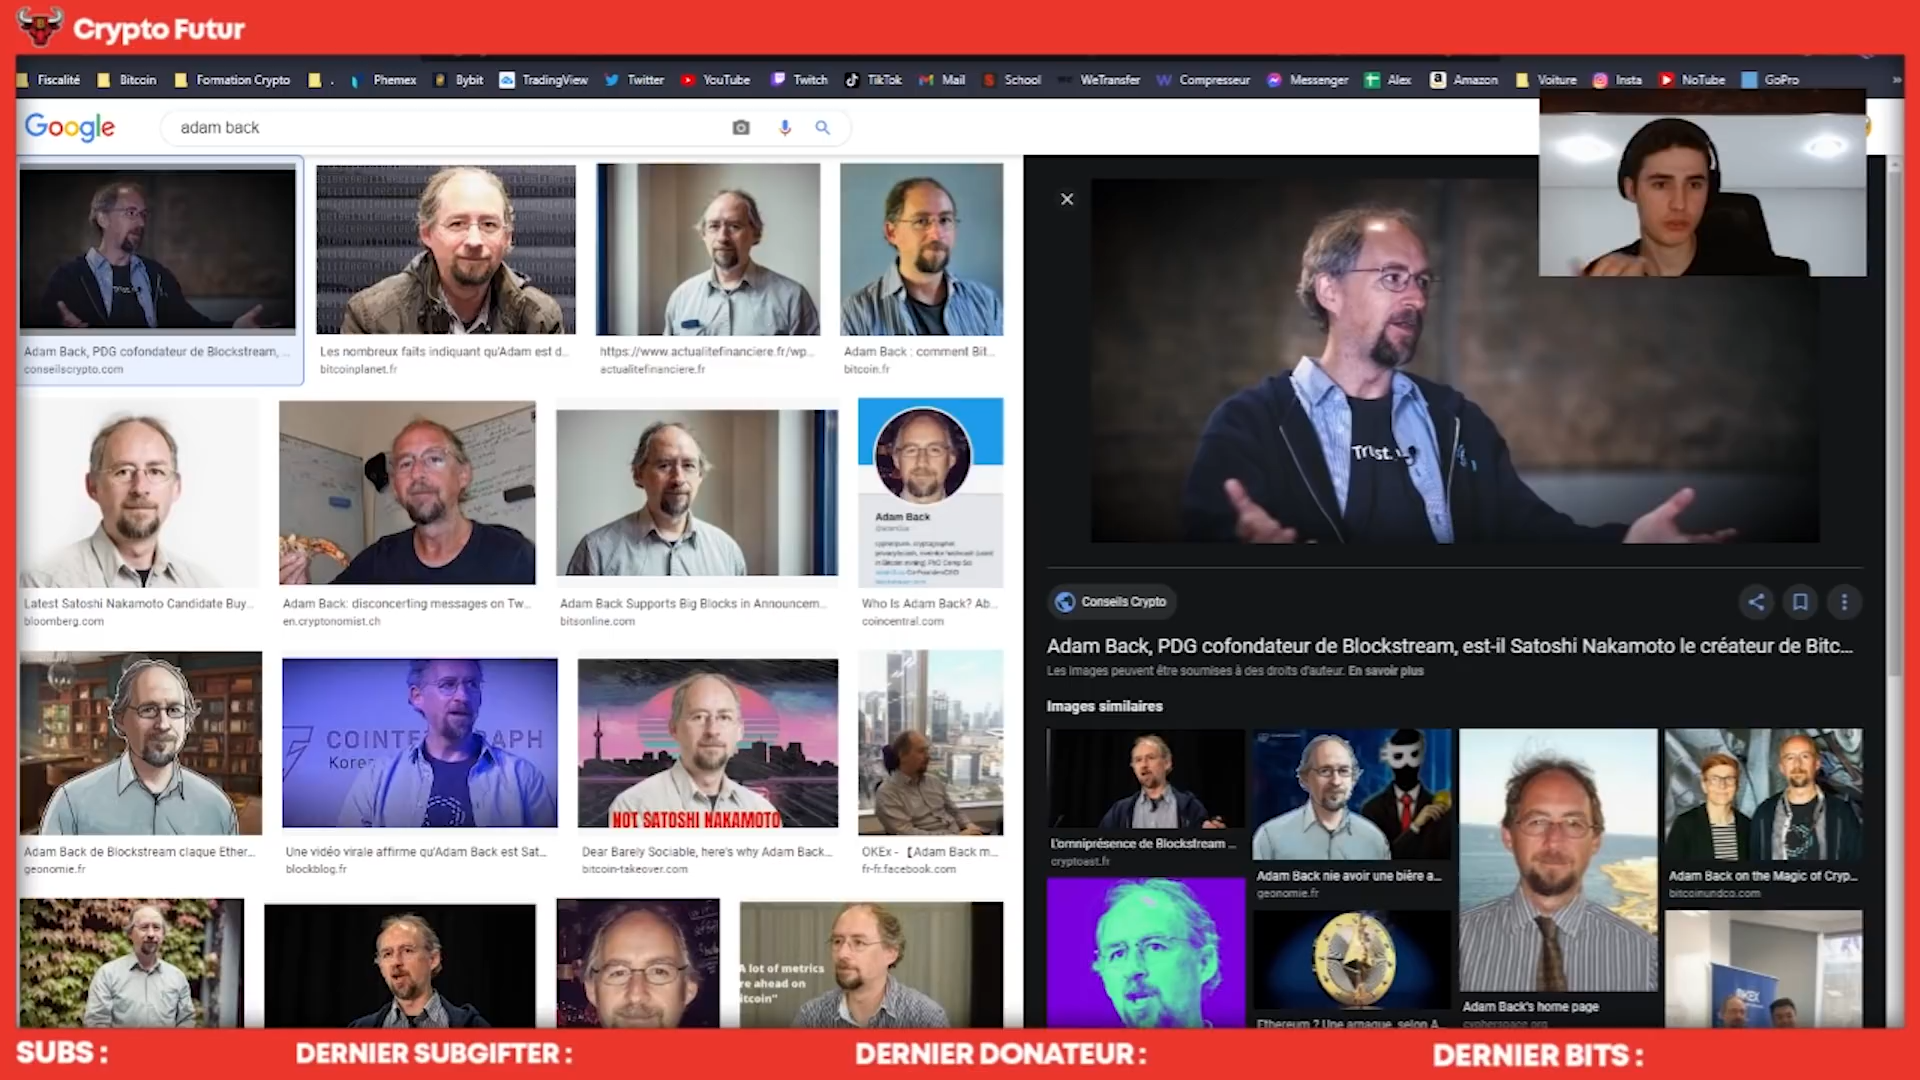 Crypto Futur
Fiscalité Bitcoin Formation Crypto . Phemex Bybit TradingView Twitter YouTube Twitch TikTok Mail School WeTransfer Compresseur Messenger Alex Amazon Voiture Insta NoTube GoPro »
Google adam back
Adam Back, PDG cofondateur de Blockstream, ...
conseilscrypto.com
Les nombreux faits indiquant qu'Adam est d...
bitcoinplanet.fr
https://www.actualitefinanciere.fr/wp...
actualitefinanciere.fr
Adam Back : comment Bit...
bitcoin.fr
Adam Back
Latest Satoshi Nakamoto Candidate Buy...
bloomberg.com
Adam Back: disconcerting messages on Tw...
en.cryptonomist.ch
Adam Back Supports Big Blocks in Announcem...
bitsonline.com
Who Is Adam Back? Ab...
coincentral.com
NOT SATOSHI NAKAMOTO
Adam Back de Blockstream claque Ether...
geonomie.fr
Une vidéo virale affirme qu'Adam Back est Sat...
blockblog.fr
Dear Barely Sociable, here's why Adam Back...
bitcoin-takeover.com
OKEx - 【Adam Back m...
fr-fr.facebook.com
A lot of metrics
re ahead on
itcoin"
Conseils Crypto
Adam Back, PDG cofondateur de Blockstream, est-il Satoshi Nakamoto le créateur de Bitc...
Les images peuvent être soumises à des droits d'auteur. En savoir plus
Images similaires
L'omniprésence de Blockstream ...
cryptoast.fr
Adam Back nie avoir une bière a...
geonomie.fr
Adam Back's home page
Adam Back on the Magic of Cryp...
bitcoinundco.com
Ethereum ? Une arnaque, selon A...
OKEX
SUBS :
DERNIER SUBGIFTER :
DERNIER DONATEUR :
DERNIER BITS :